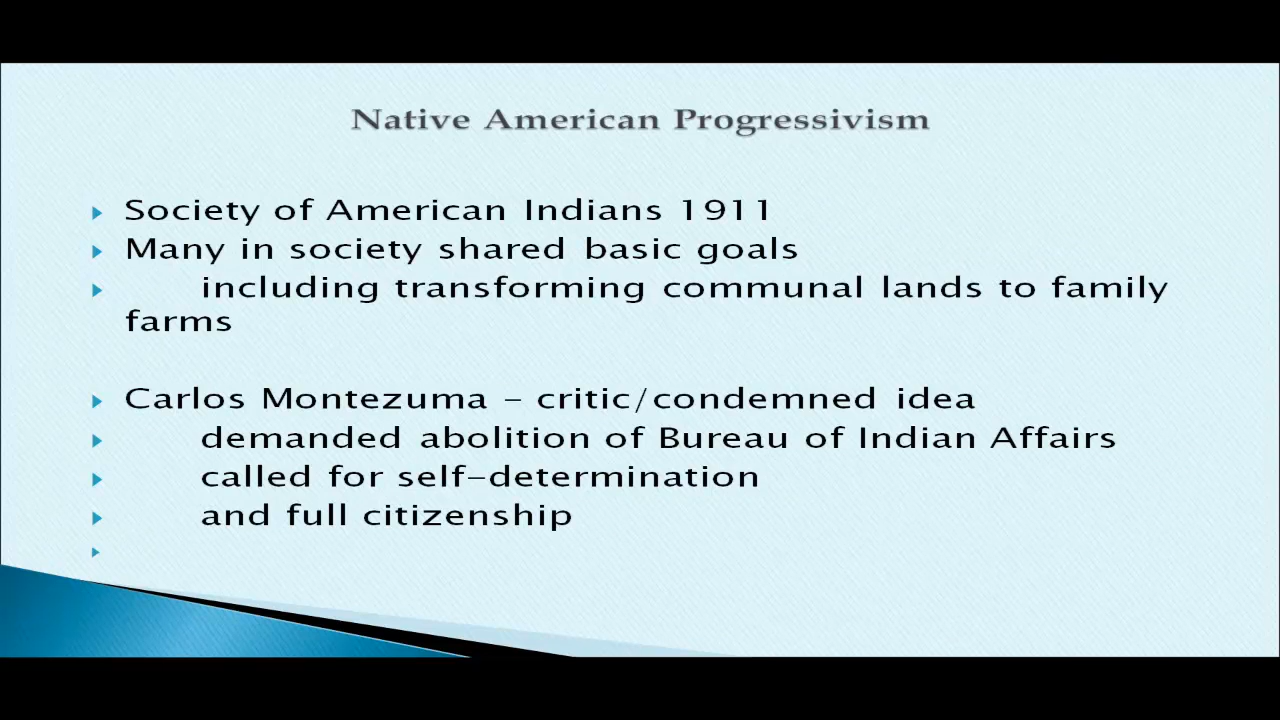 Native American Progressivism
Society of American Indians 1911
Many in society shared basic goals
including transforming communal lands to family
farms
Carlos Montezuma – critic/condemned idea
demanded abolition of Bureau of Indian Affairs
called for self-determination
and full citizenship